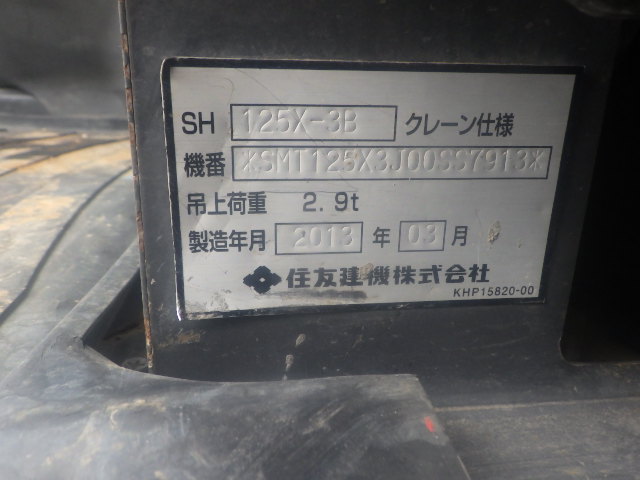 SH 125X-3B クレーン仕様
機番 *SMT125X3J00SS7913*
吊上荷重 2.9t
製造年月 2013 年 03 月
住友建機株式会社
KHP15820-00